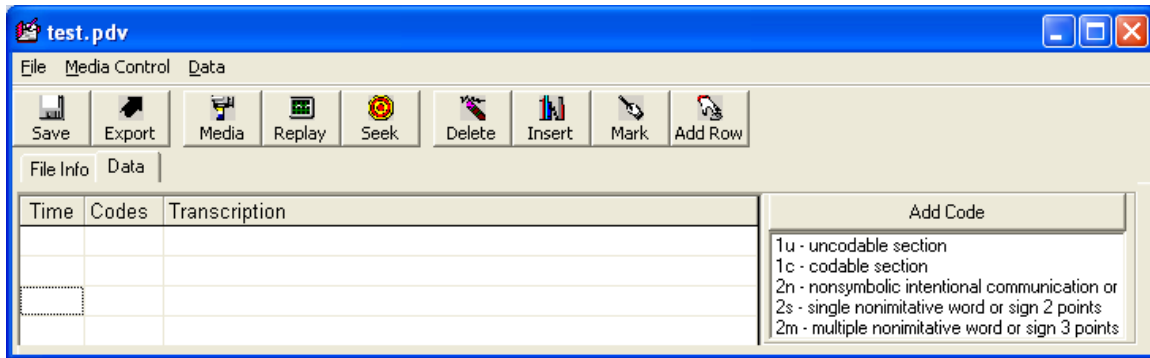 test.pdv
File Media Control Data
Save Export Media Replay Seek Delete Insert Mark Add Row
File Info Data
Time Codes Transcription Add Code
1u - uncodable section
1c - codable section
2n - nonsymbolic intentional communication or
2s - single nonimitative word or sign 2 points
2m - multiple nonimitative word or sign 3 points